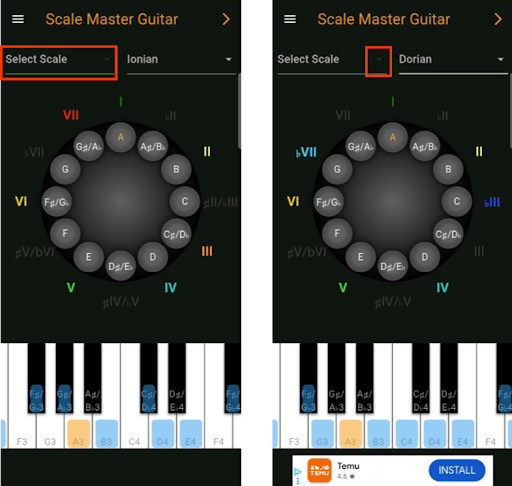 Scale Master Guitar
Select Scale
Ionian
I
VII
♭II
G♯/A♭
A
A♯/B♭
♭VII
II
G
B
VI
F♯/G♭
C
♯II/♭III
F
C♯/D♭
♯V/bVI
III
E
D♯/E♭
D
V
IV
♯IV/♭V
F♯/
G♭3
G♯/
A♭3
A♯/
B♭3
C♯/
D♭4
D♯/
E♭4
F♯/
G♭4
F3
G3
A3
B3
C4
D4
E4
F4
Scale Master Guitar
Select Scale
Dorian
I
VII
♭II
G♯/A♭
A
A♯/B♭
♭VII
II
G
B
VI
F♯/G♭
C
♭III
F
C♯/D♭
♯V/bVI
III
E
D♯/E♭
D
V
IV
♯IV/♭V
F♯/
G♭3
G♯/
A♭3
A♯/
B♭3
C♯/
D♭4
D♯/
E♭4
F♯/
G♭4
F3
G3
A3
B3
C4
D4
E4
F4
TEMU
Temu
4.6 ★
INSTALL